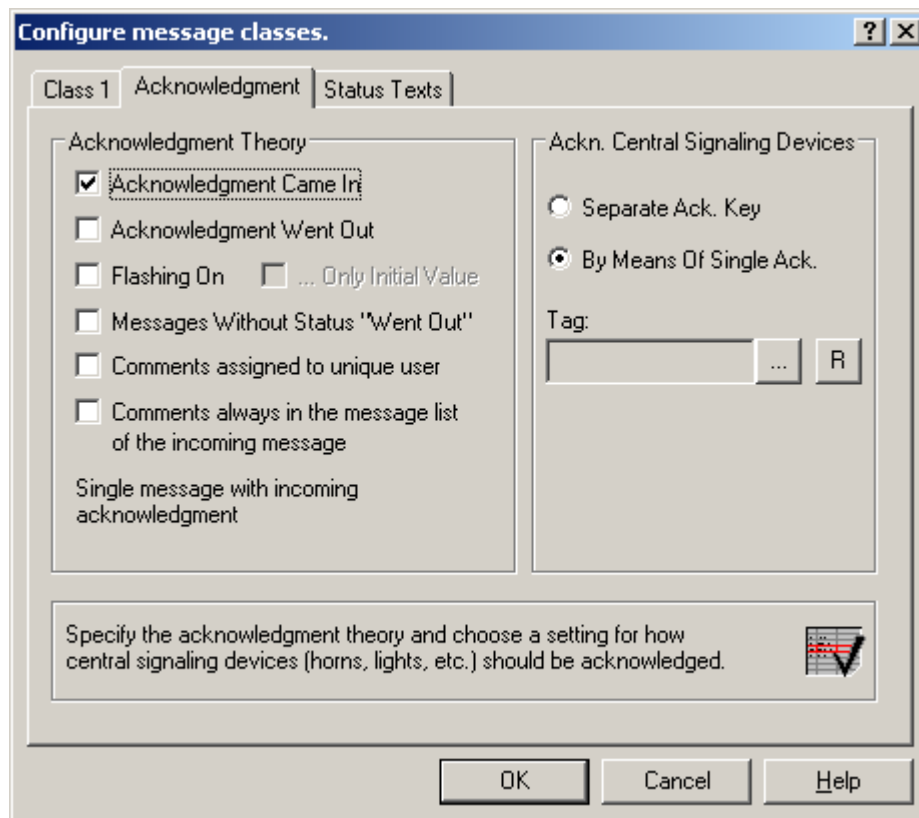 Configure message classes.
Class 1
Acknowledgment
Status Texts
Acknowledgment Theory
Acknowledgment Came In
Acknowledgment Went Out
Flashing On
... Only Initial Value
Messages Without Status "Went Out"
Comments assigned to unique user
Comments always in the message list
of the incoming message
Single message with incoming
acknowledgment
Ackn. Central Signaling Devices
Separate Ack. Key
By Means Of Single Ack.
Tag:
...
R
Specify the acknowledgment theory and choose a setting for how
central signaling devices (horns, lights, etc.) should be acknowledged.
OK
Cancel
Help